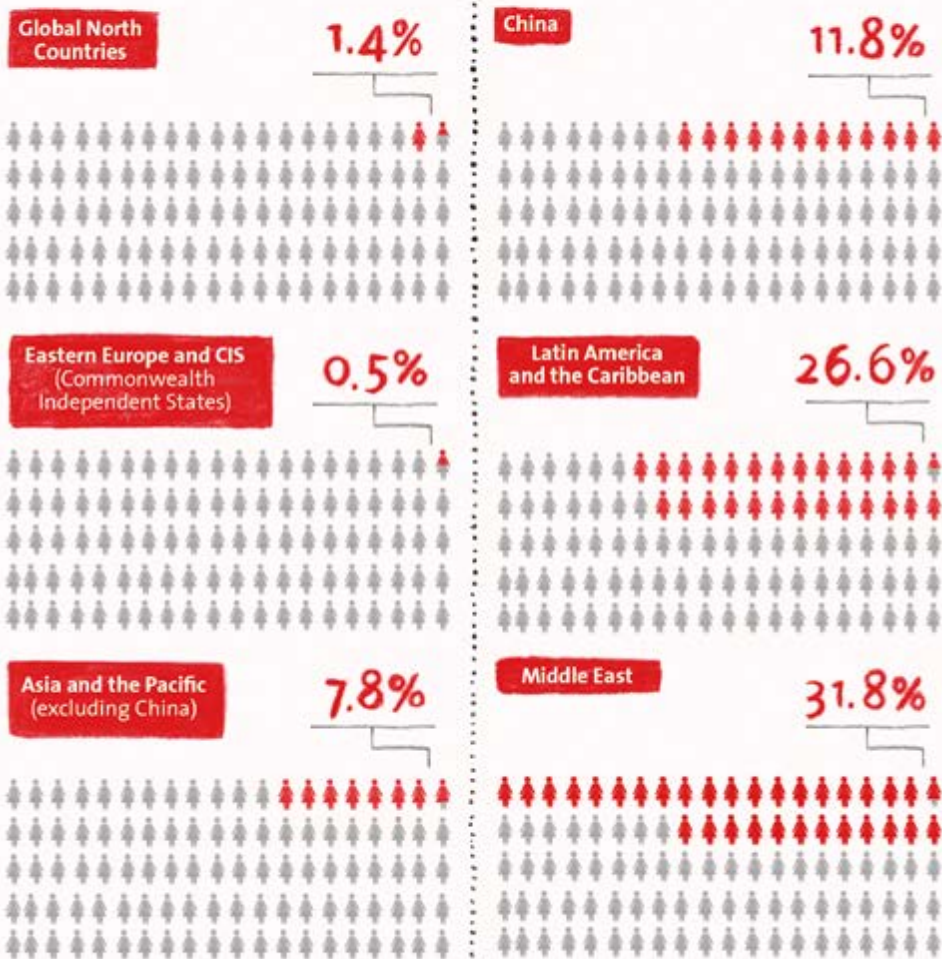 Global North
Countries
1.4%
China
11.8%
Eastern Europe and CIS
(Commonwealth
Independent States)
0.5%
Latin America
and the Caribbean
26.6%
Asia and the Pacific
(excluding China)
7.8%
Middle East
31.8%